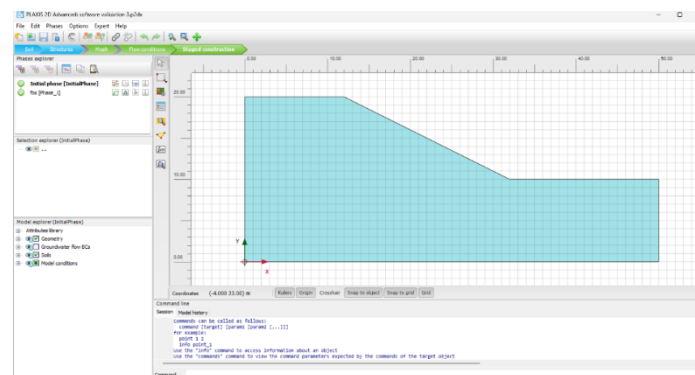 PLAXIS 2D Advanced software validation 3.p2dx
File Edit Phases Options Expert Help
Soil Structures Mesh Flow conditions Staged construction
Phases explorer
Initial phase [InitialPhase]
fos [Phase_1]
Selection explorer (InitialPhase)
...
Model explorer (InitialPhase)
Attributes library
Geometry
Groundwater flow BCs
Soils
Model conditions
0.00 10.00 20.00 30.00 40.00 50.00
20.00
10.00
0.00
Y
x
Coordinates (-4.000 23.00) m
Rulers Origin Crosshair Snap to object Snap to grid Grid
Command line
Session Model history
Commands can be called as follows:
command [target] [param1 [param2 [...]]]
For example:
point 1 2
info point_1
Use the "info" command to access information about an object
Use the "commands" command to view the command parameters expected by the commands of the target object
Command